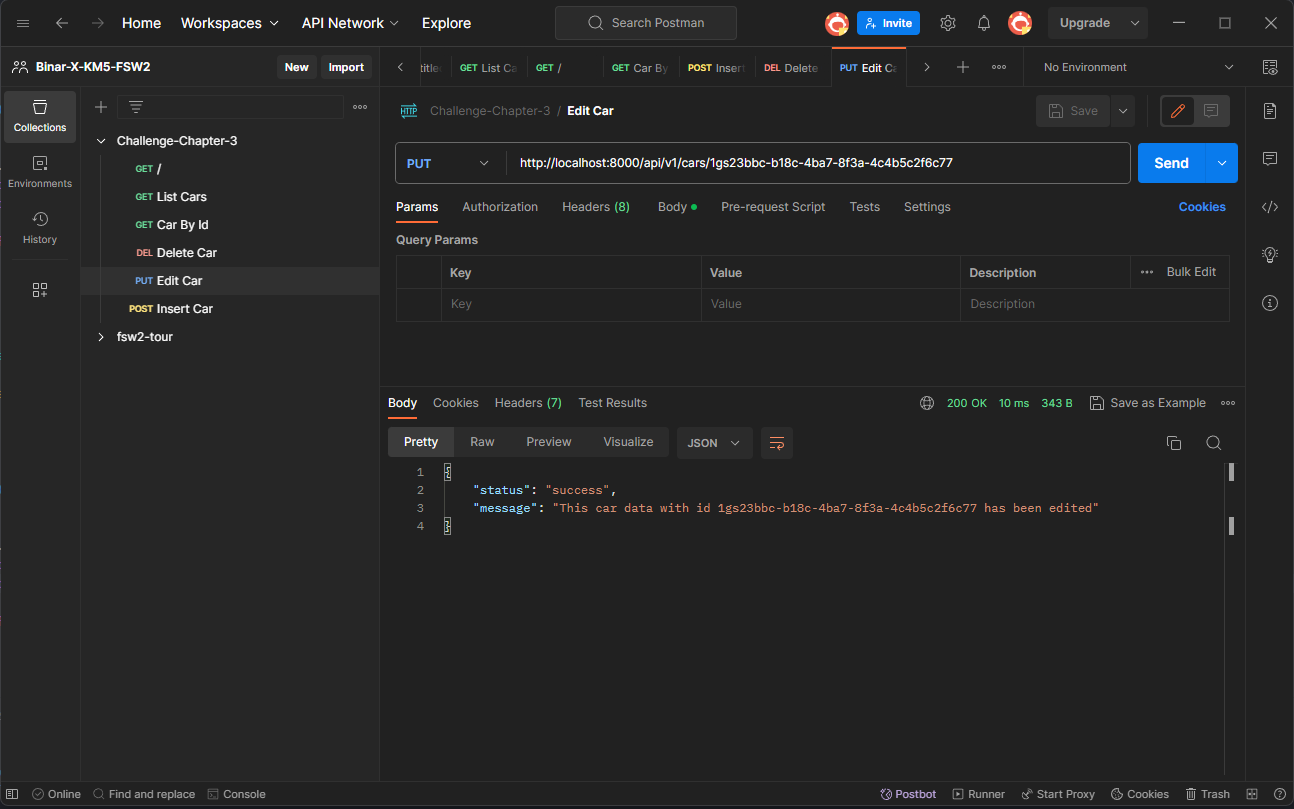 Home Workspaces API Network Explore Search Postman Invite Upgrade
Binar-X-KM5-FSW2 New Import
GET List Ca GET / GET Car By POST Insert DEL Delete PUT Edit Ca No Environment
Collections
Environments
History
Challenge-Chapter-3
GET /
GET List Cars
GET Car By Id
DEL Delete Car
PUT Edit Car
POST Insert Car
fsw2-tour
HTTP Challenge-Chapter-3 / Edit Car Save
PUT http://localhost:8000/api/v1/cars/1gs23bbc-b18c-4ba7-8f3a-4c4b5c2f6c77 Send
Params Authorization Headers (8) Body Pre-request Script Tests Settings Cookies
Query Params
Key Value Description Bulk Edit
Key Value Description
Body Cookies Headers (7) Test Results 200 OK 10 ms 343 B Save as Example
Pretty Raw Preview Visualize JSON
1 {
2 "status": "success",
3 "message": "This car data with id 1gs23bbc-b18c-4ba7-8f3a-4c4b5c2f6c77 has been edited"
4 }
Online Find and replace Console Postbot Runner Start Proxy Cookies Trash